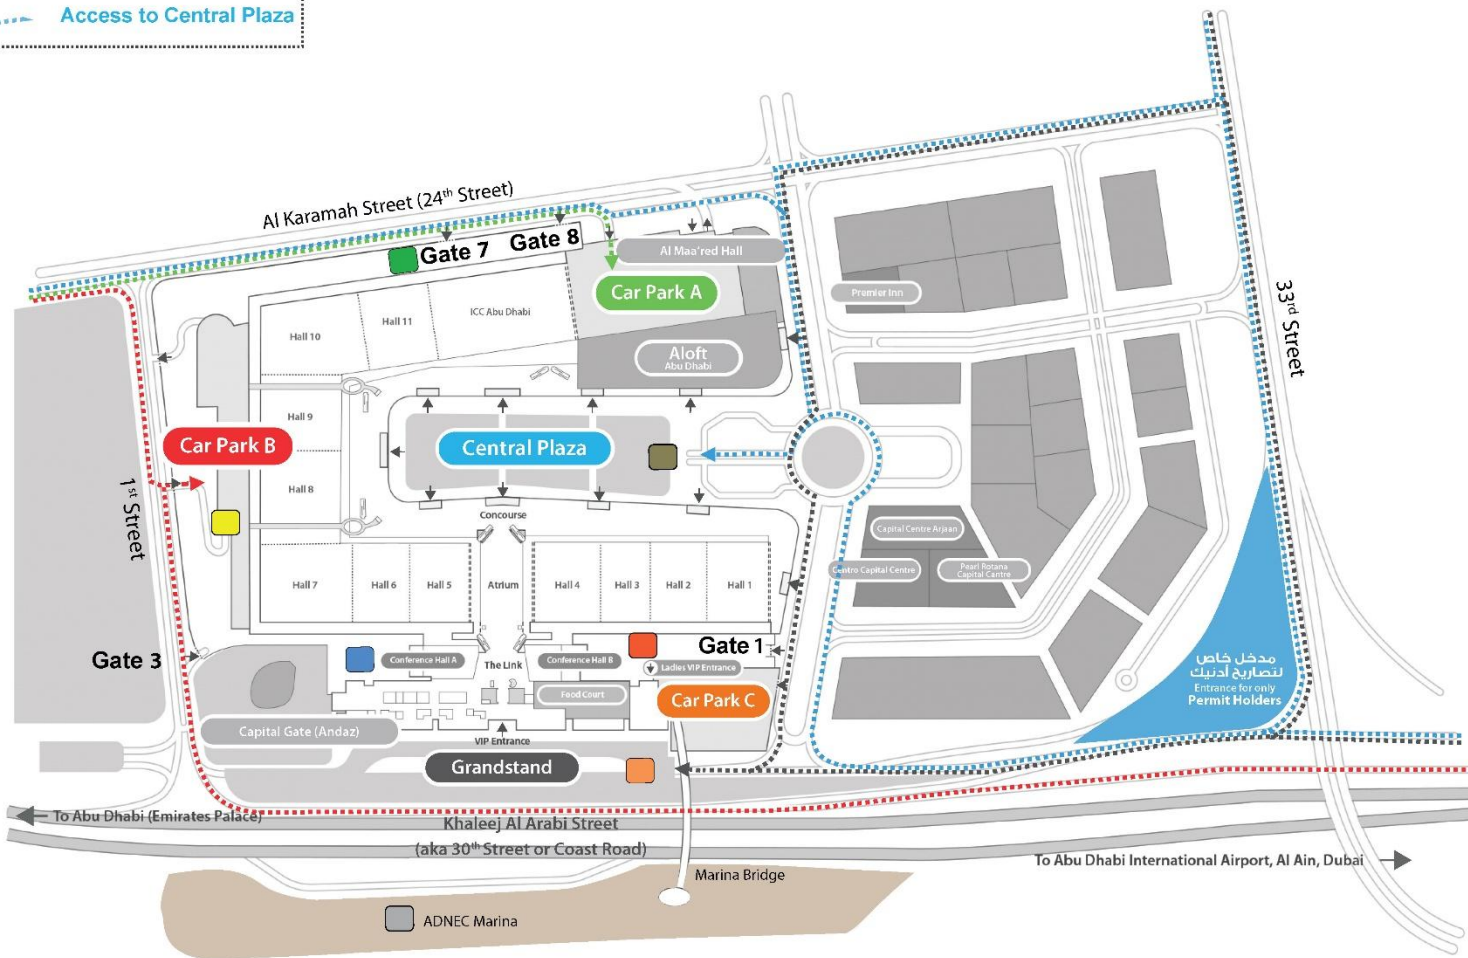 Access to Central Plaza
Al Karamah Street (24th Street)
Gate 7
Gate 8
Al Maa'red Hall
Car Park A
Premier Inn
33rd Street
ICC Abu Dhabi
Hall 11
Hall 10
Aloft
Abu Dhabi
Hall 9
Car Park B
Central Plaza
Hall 8
1st Street
Concourse
Capital Centre Arjaan
Centro Capital Centre
Pearl Rotana
Capital Centre
Hall 7
Hall 6
Hall 5
Atrium
Hall 4
Hall 3
Hall 2
Hall 1
Gate 3
Gate 1
Conference Hall A
The Link
Conference Hall B
Ladies VIP Entrance
Food Court
Car Park C
مدخل خاص
لتصاريح أدنيك
Entrance for only
Permit Holders
Capital Gate (Andaz)
VIP Entrance
Grandstand
To Abu Dhabi (Emirates Palace)
Khaleej Al Arabi Street
(aka 30th Street or Coast Road)
To Abu Dhabi International Airport, Al Ain, Dubai
Marina Bridge
ADNEC Marina